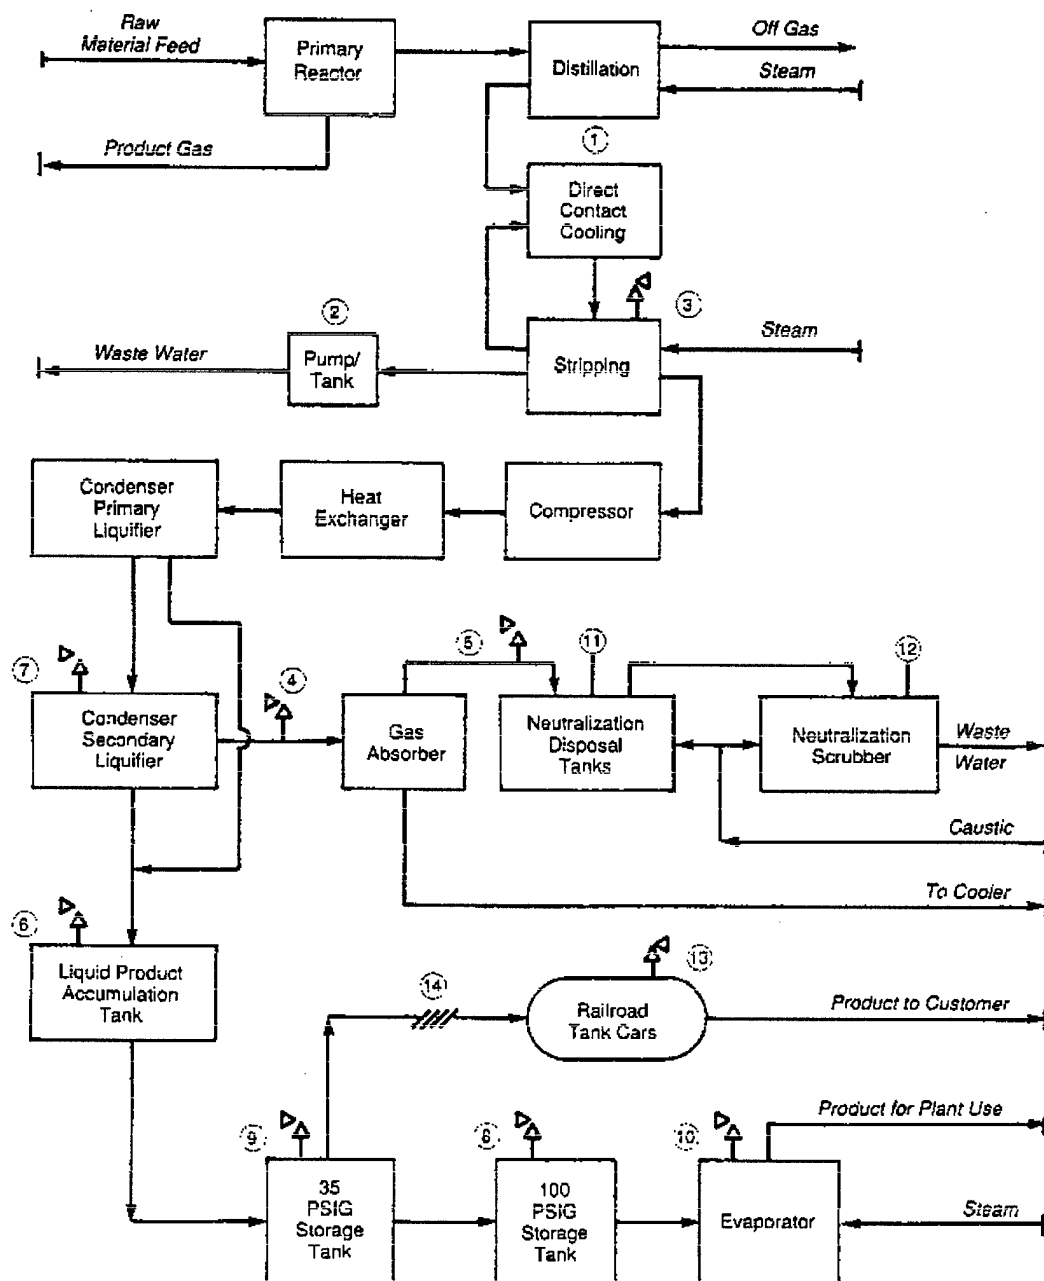 Raw
Material Feed
Primary
Reactor
Distillation
Off Gas
Steam
Product Gas
1
Direct
Contact
Cooling
2
3
Steam
Waste Water
Pump/
Tank
Stripping
Condenser
Primary
Liquifier
Heat
Exchanger
Compressor
7
4
5
11
12
Condenser
Secondary
Liquifier
Gas
Absorber
Neutralization
Disposal
Tanks
Neutralization
Scrubber
Waste
Water
Caustic
To Cooler
6
Liquid Product
Accumulation
Tank
14
13
Railroad
Tank Cars
Product to Customer
Product for Plant Use
9
8
10
35
PSIG
Storage
Tank
100
PSIG
Storage
Tank
Evaporator
Steam